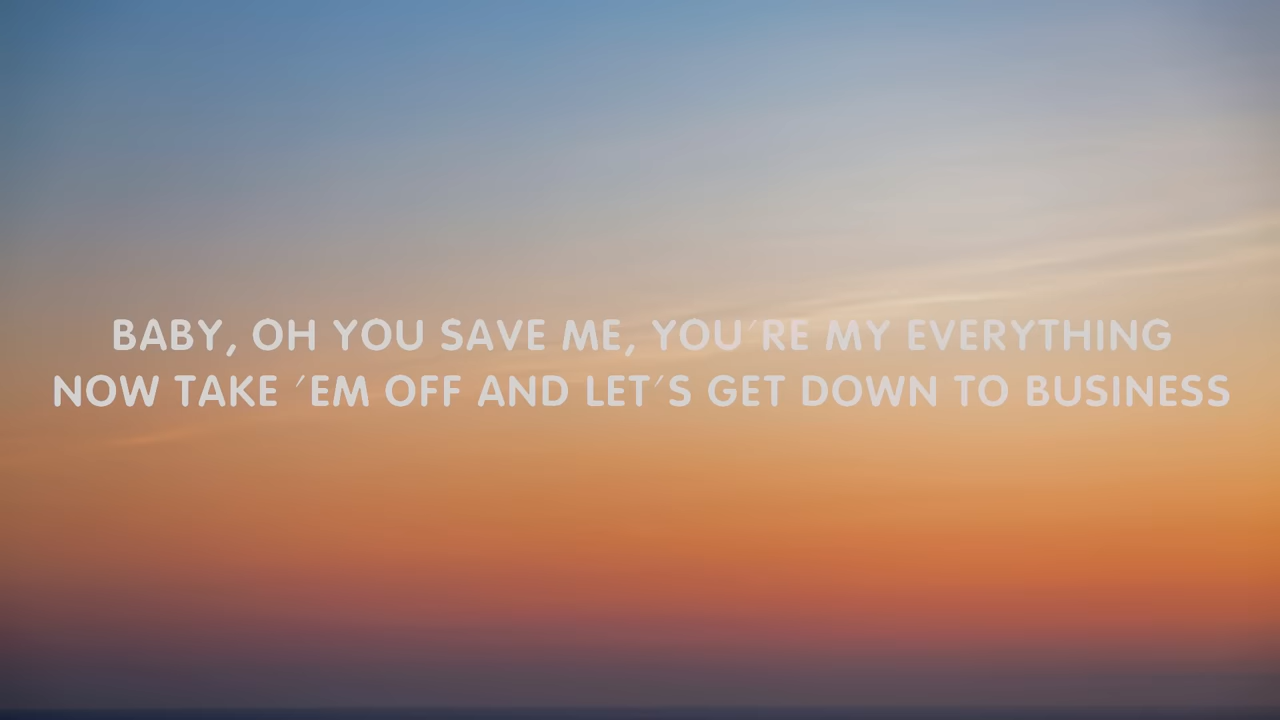 BABY, OH YOU SAVE ME, YOU'RE MY EVERYTHING
NOW TAKE 'EM OFF AND LET'S GET DOWN TO BUSINESS